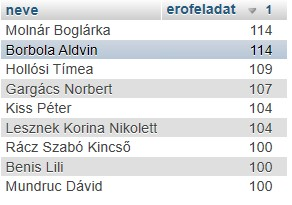 neve erofeladat 1
Molnár Boglárka 114
Borbola Aldvin 114
Hollósi Tímea 109
Gargács Norbert 107
Kiss Péter 104
Lesznek Korina Nikolett 104
Rácz Szabó Kincső 100
Benis Lili 100
Mundruc Dávid 100